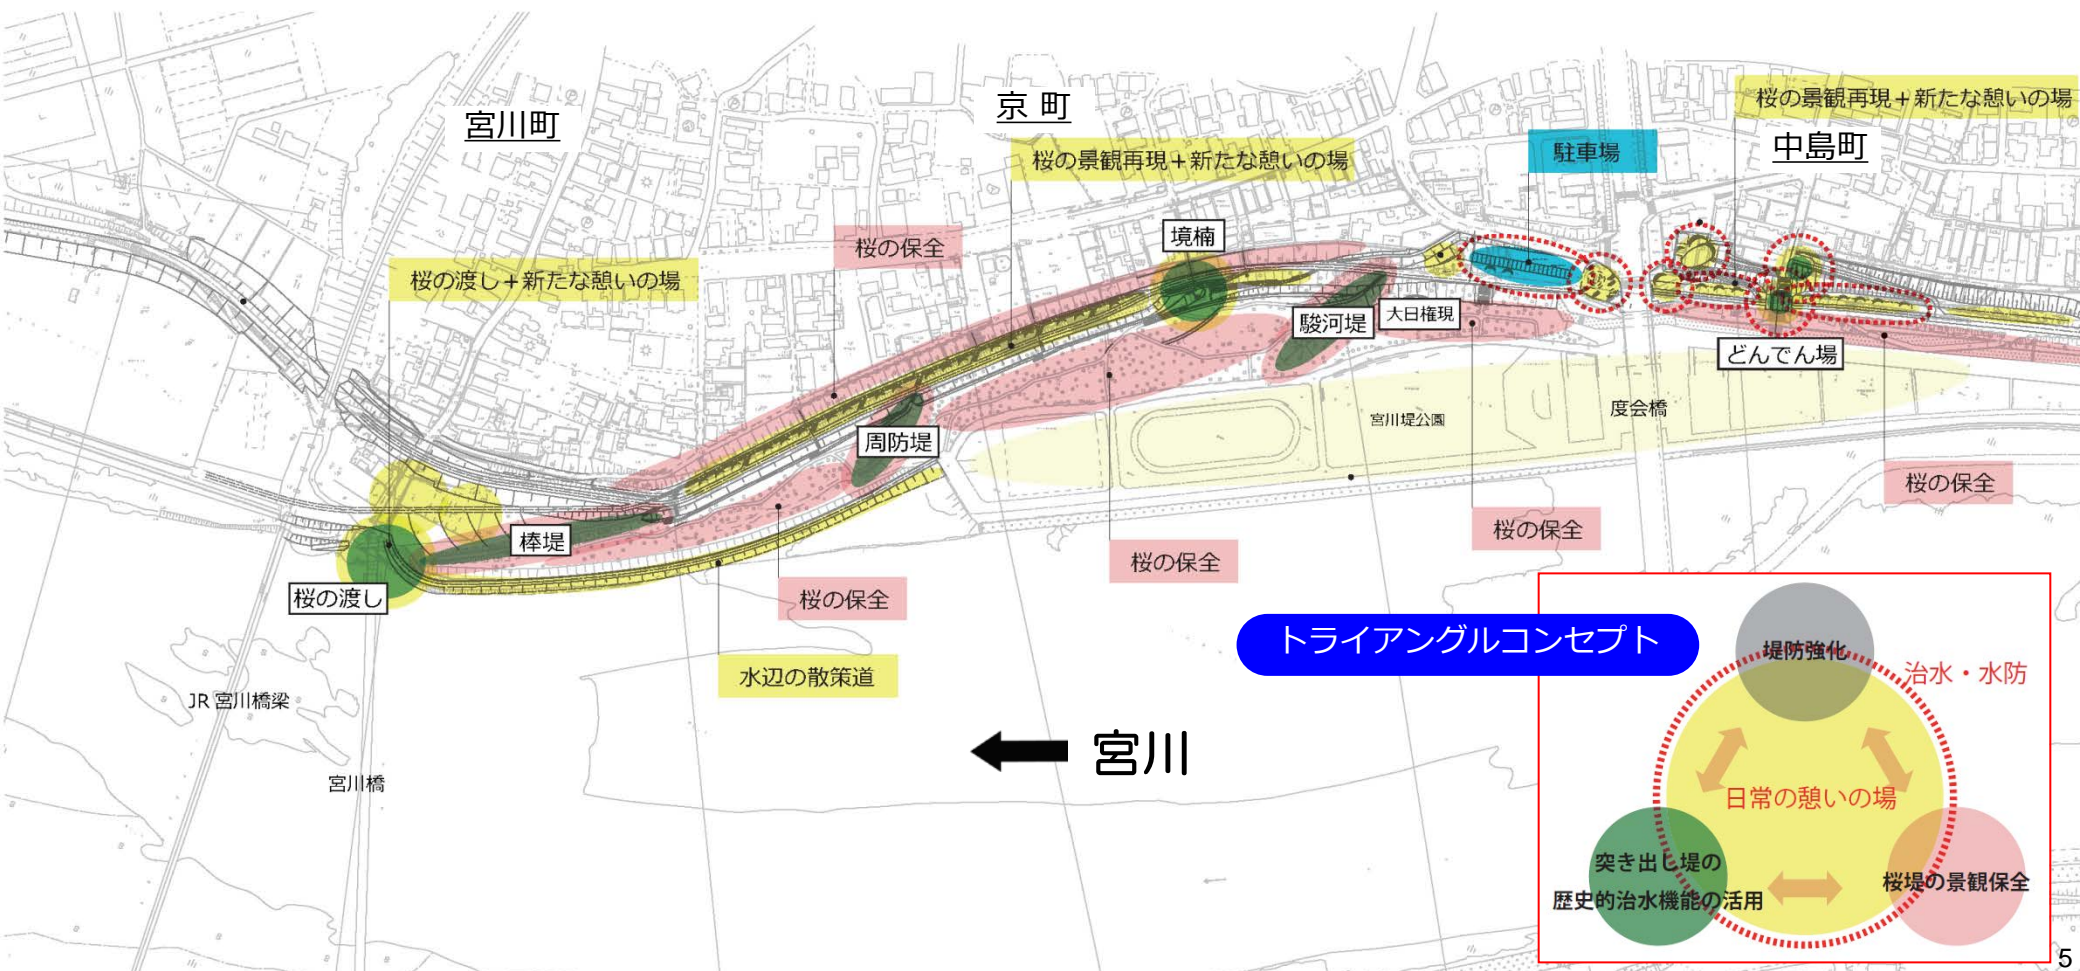 宮川町
京 町
桜の景観再現＋新たな憩いの場
中島町
駐車場
桜の景観再現＋新たな憩いの場
境楠
桜の保全
桜の渡し＋新たな憩いの場
大日権現
駿河堤
どんでん場
度会橋
宮川堤公園
周防堤
桜の保全
桜の保全
棒堤
桜の保全
桜の渡し
桜の保全
トライアングルコンセプト
堤防強化
治水・水防
水辺の散策道
JR 宮川橋梁
宮川
宮川橋
日常の憩いの場
突き出し堤の
歴史的治水機能の活用
桜堤の景観保全
5